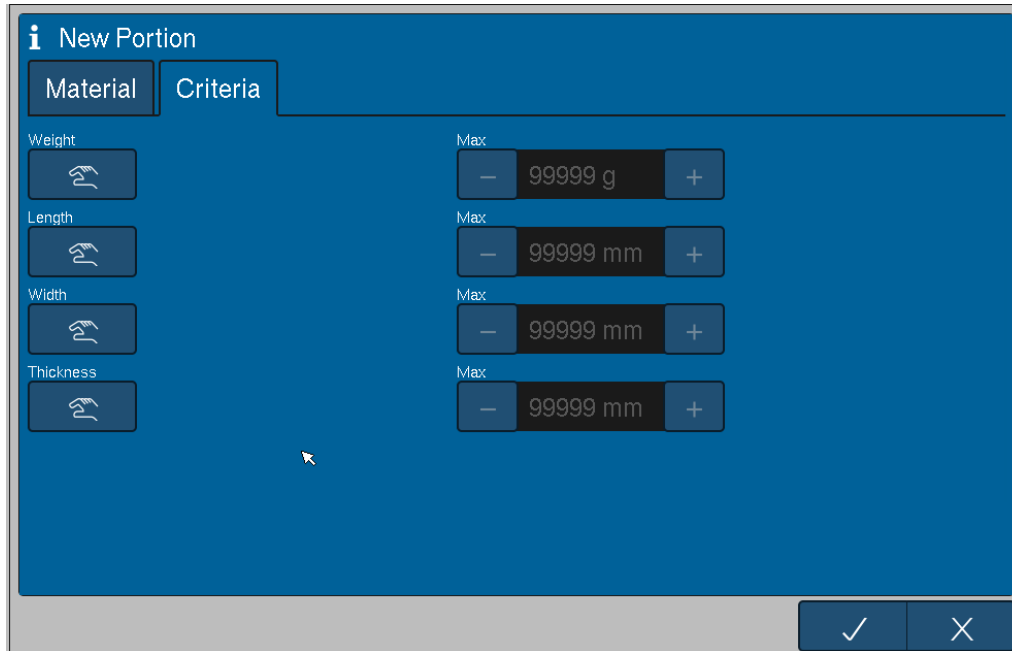 i New Portion
Material Criteria
Weight Max
− 99999 g +
Length Max
− 99999 mm +
Width Max
− 99999 mm +
Thickness Max
− 99999 mm +